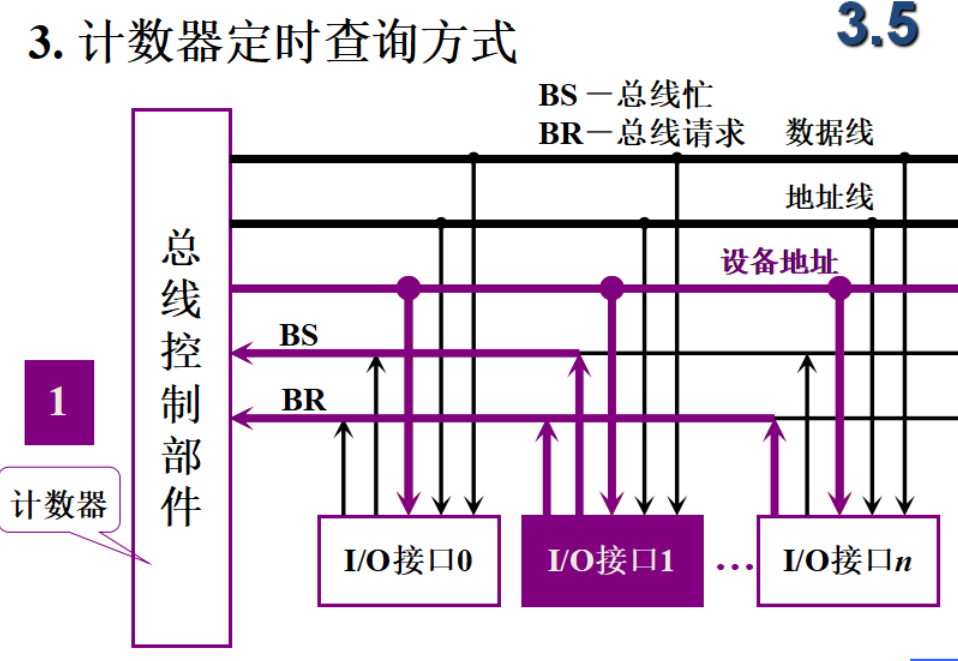 3. 计数器定时查询方式
3.5
BS－总线忙
BR－总线请求
数据线
地址线
设备地址
BS
BR
1
总线控制部件
计数器
I/O接口0
I/O接口1
…
I/O接口n